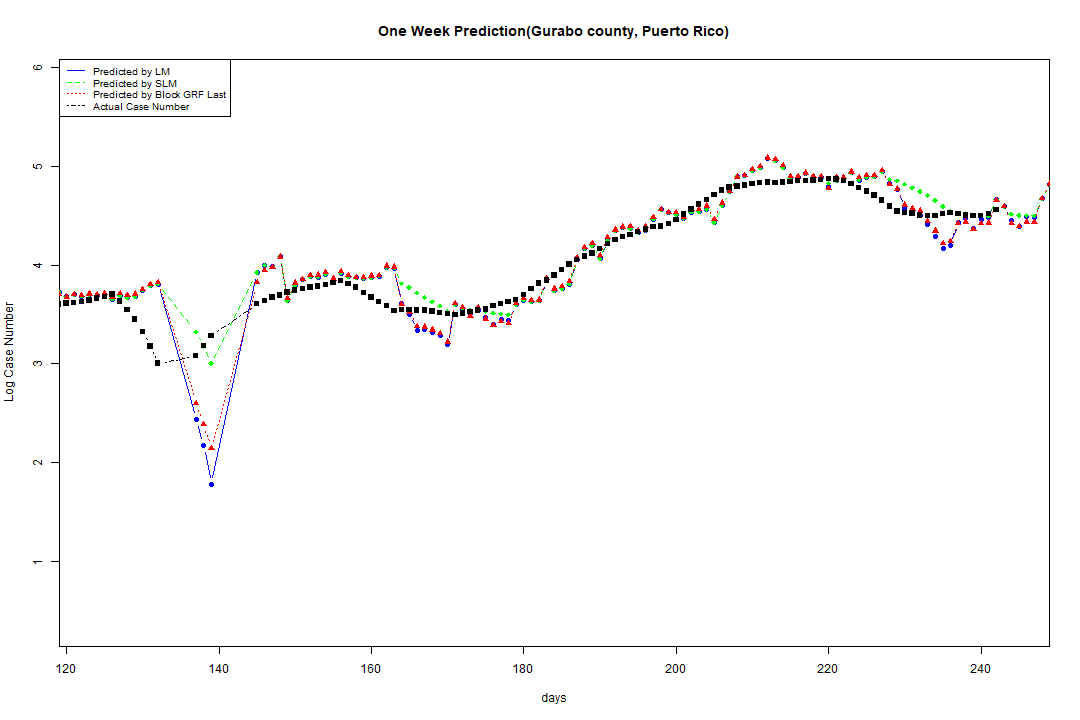 One Week Prediction(Gurabo county, Puerto Rico)
Predicted by LM
Predicted by SLM
Predicted by Block GRF Last
Actual Case Number
6
5
4
3
2
1
Log Case Number
120 140 160 180 200 220 240
days